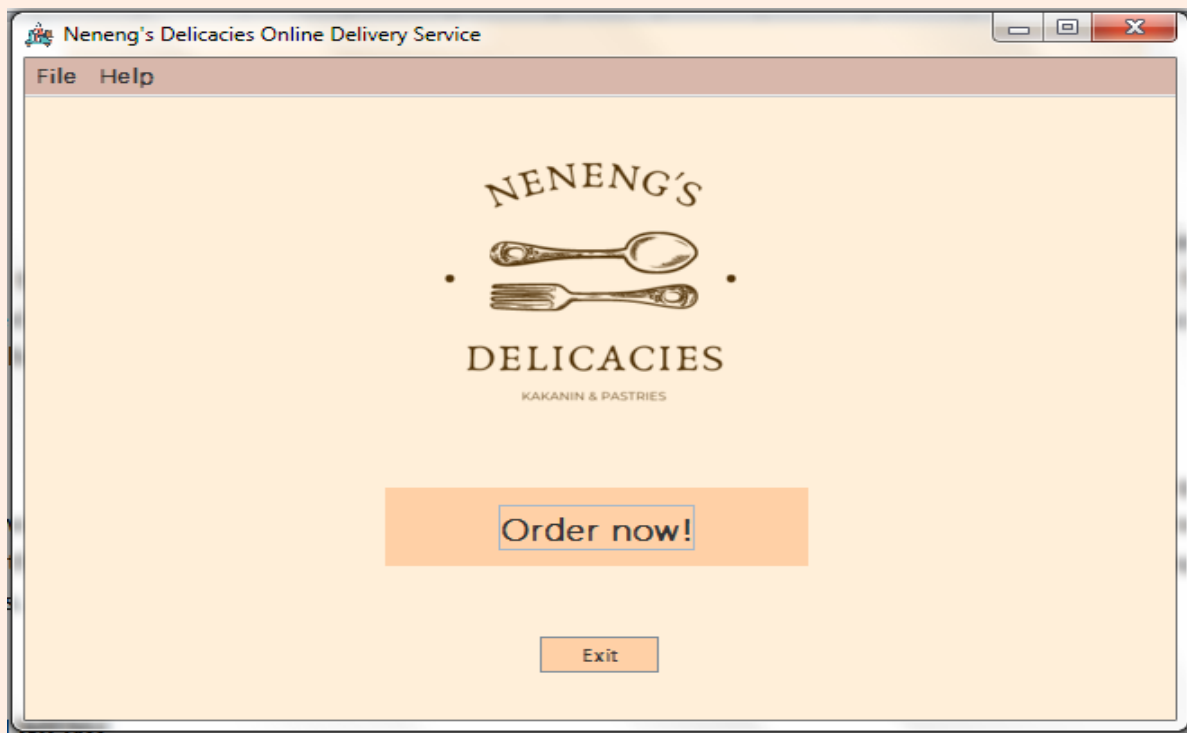 Neneng's Delicacies Online Delivery Service
File Help
NENENG'S
DELICACIES
KAKANIN & PASTRIES
Order now!
Exit